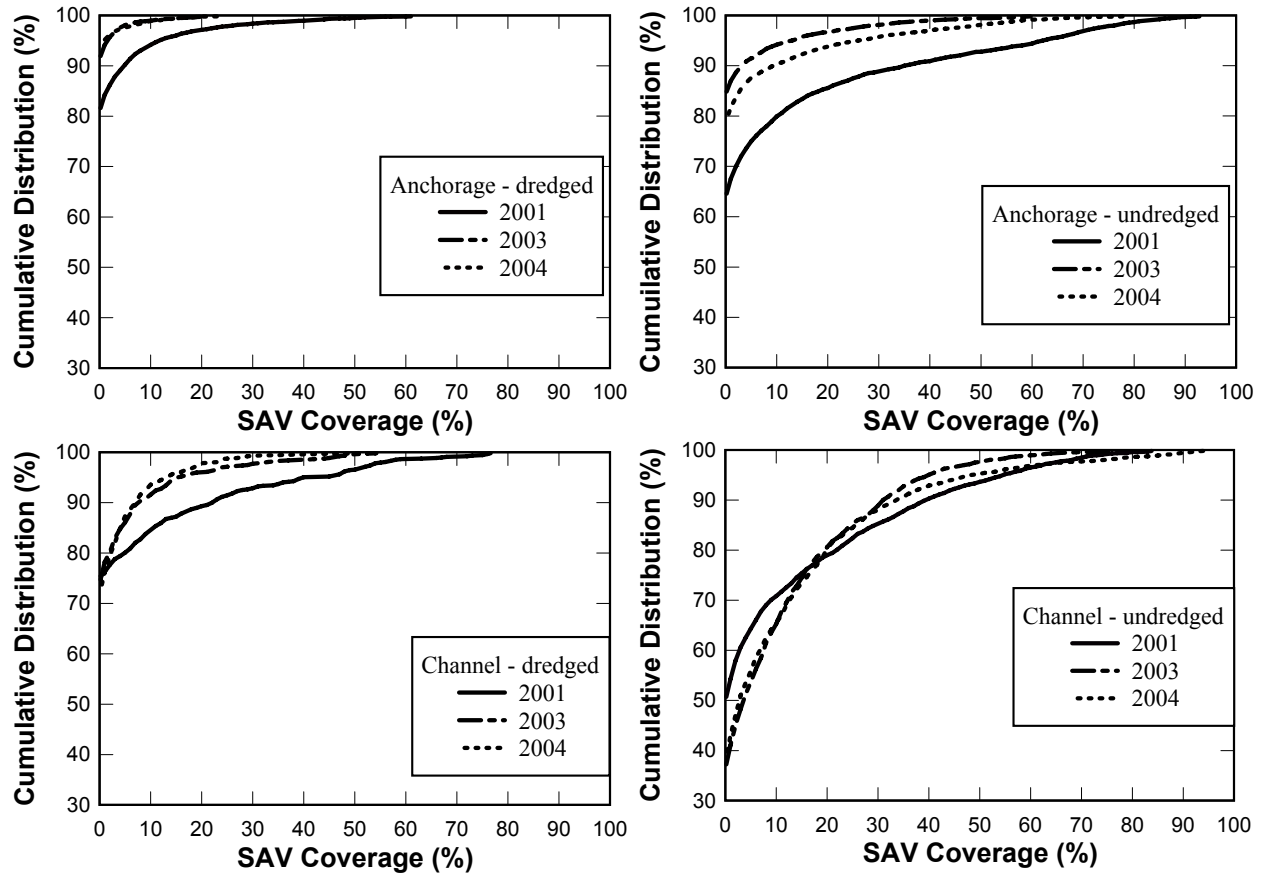 Cumulative Distribution (%)
100
90
80
70
60
50
40
30
Anchorage - dredged
2001
2003
2004
0 10 20 30 40 50 60 70 80 90 100
SAV Coverage (%)
Cumuilative Distribution (%)
100
90
80
70
60
50
40
30
Anchorage - undredged
2001
2003
2004
0 10 20 30 40 50 60 70 80 90 100
SAV Coverage (%)
Cumulative Distribution (%)
100
90
80
70
60
50
40
30
Channel - dredged
2001
2003
2004
0 10 20 30 40 50 60 70 80 90 100
SAV Coverage (%)
Cumulative Distribution (%)
100
90
80
70
60
50
40
30
Channel - undredged
2001
2003
2004
0 10 20 30 40 50 60 70 80 90 100
SAV Coverage (%)